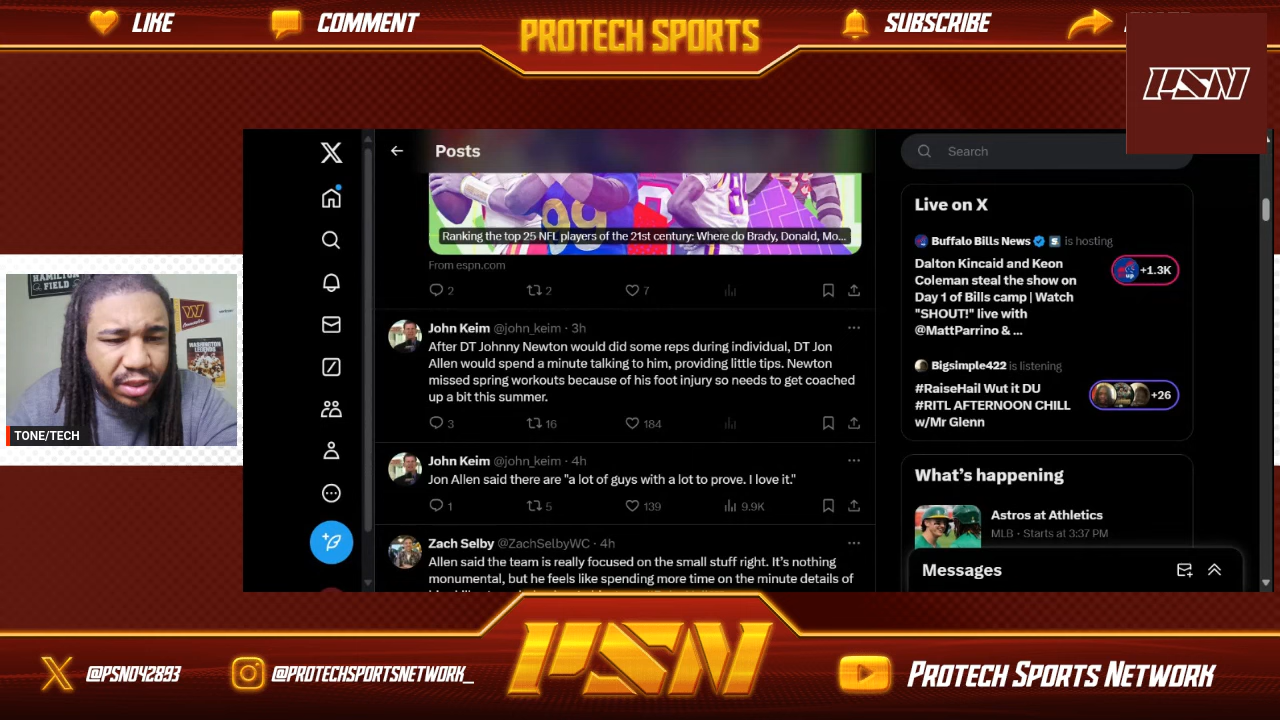 LIKE
COMMENT
PROTECH SPORTS
SUBSCRIBE
PSN
Posts
Search
99
Ranking the top 25 NFL players of the 21st century: Where do Brady, Donald, Mo...
From espn.com
2
2
7
John Keim @john_keim · 3h
After DT Johnny Newton would did some reps during individual, DT Jon
Allen would spend a minute talking to him, providing little tips. Newton
missed spring workouts because of his foot injury so needs to get coached
up a bit this summer.
3
16
184
John Keim @john_keim · 4h
Jon Allen said there are "a lot of guys with a lot to prove. I love it."
1
5
139
9.9K
Zach Selby @ZachSelbyWC · 4h
Allen said the team is really focused on the small stuff right. It's nothing
monumental, but he feels like spending more time on the minute details of
Live on X
Buffalo Bills News is hosting
Dalton Kincaid and Keon
Coleman steal the show on
Day 1 of Bills camp | Watch
"SHOUT!" live with
@MattParrino & ...
+1.3K
Bigsimple422 is listening
#RaiseHail Wut it DU
#RITL AFTERNOON CHILL
w/Mr Glenn
+26
What's happening
Astros at Athletics
MLB · Starts at 3:37 PM
Messages
HAMILTON
FIELD
WASHINGTON
LEGENDS
TONE/TECH
@PSN042893
@PROTECHSPORTSNETWORK_
PSN
PROTECH SPORTS NETWORK